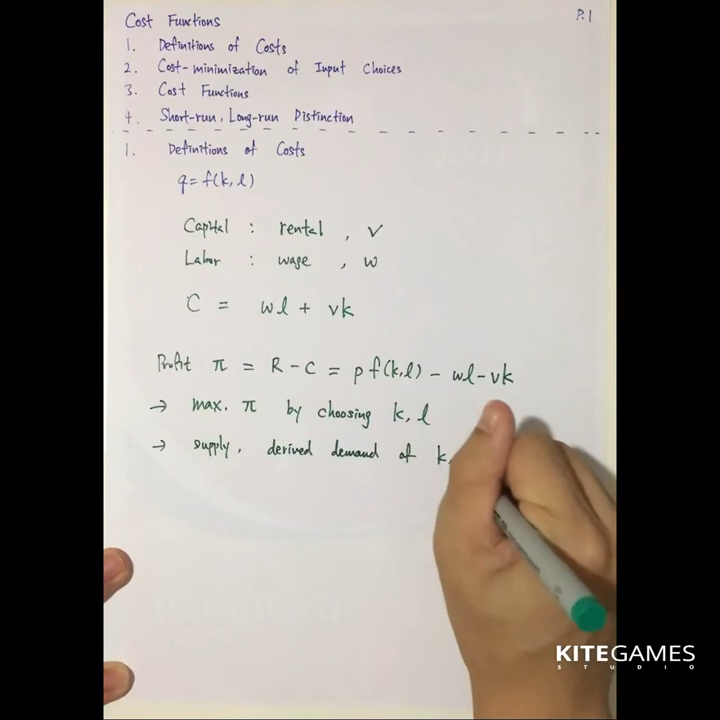 P.1
Cost Functions
1. Definitions of Costs
2. Cost-minimization of Input Choices
3. Cost Functions
4. Short-run, Long-run Distinction
1. Definitions of Costs
q = f(k, l)
Capital : rental , v
Labor : wage , w
C = wl + vk
Profit π = R - C = p f(k, l) - wl - vk
→ max. π by choosing k, l
→ supply, derived demand of k,
KITEGAMES
STUDIO